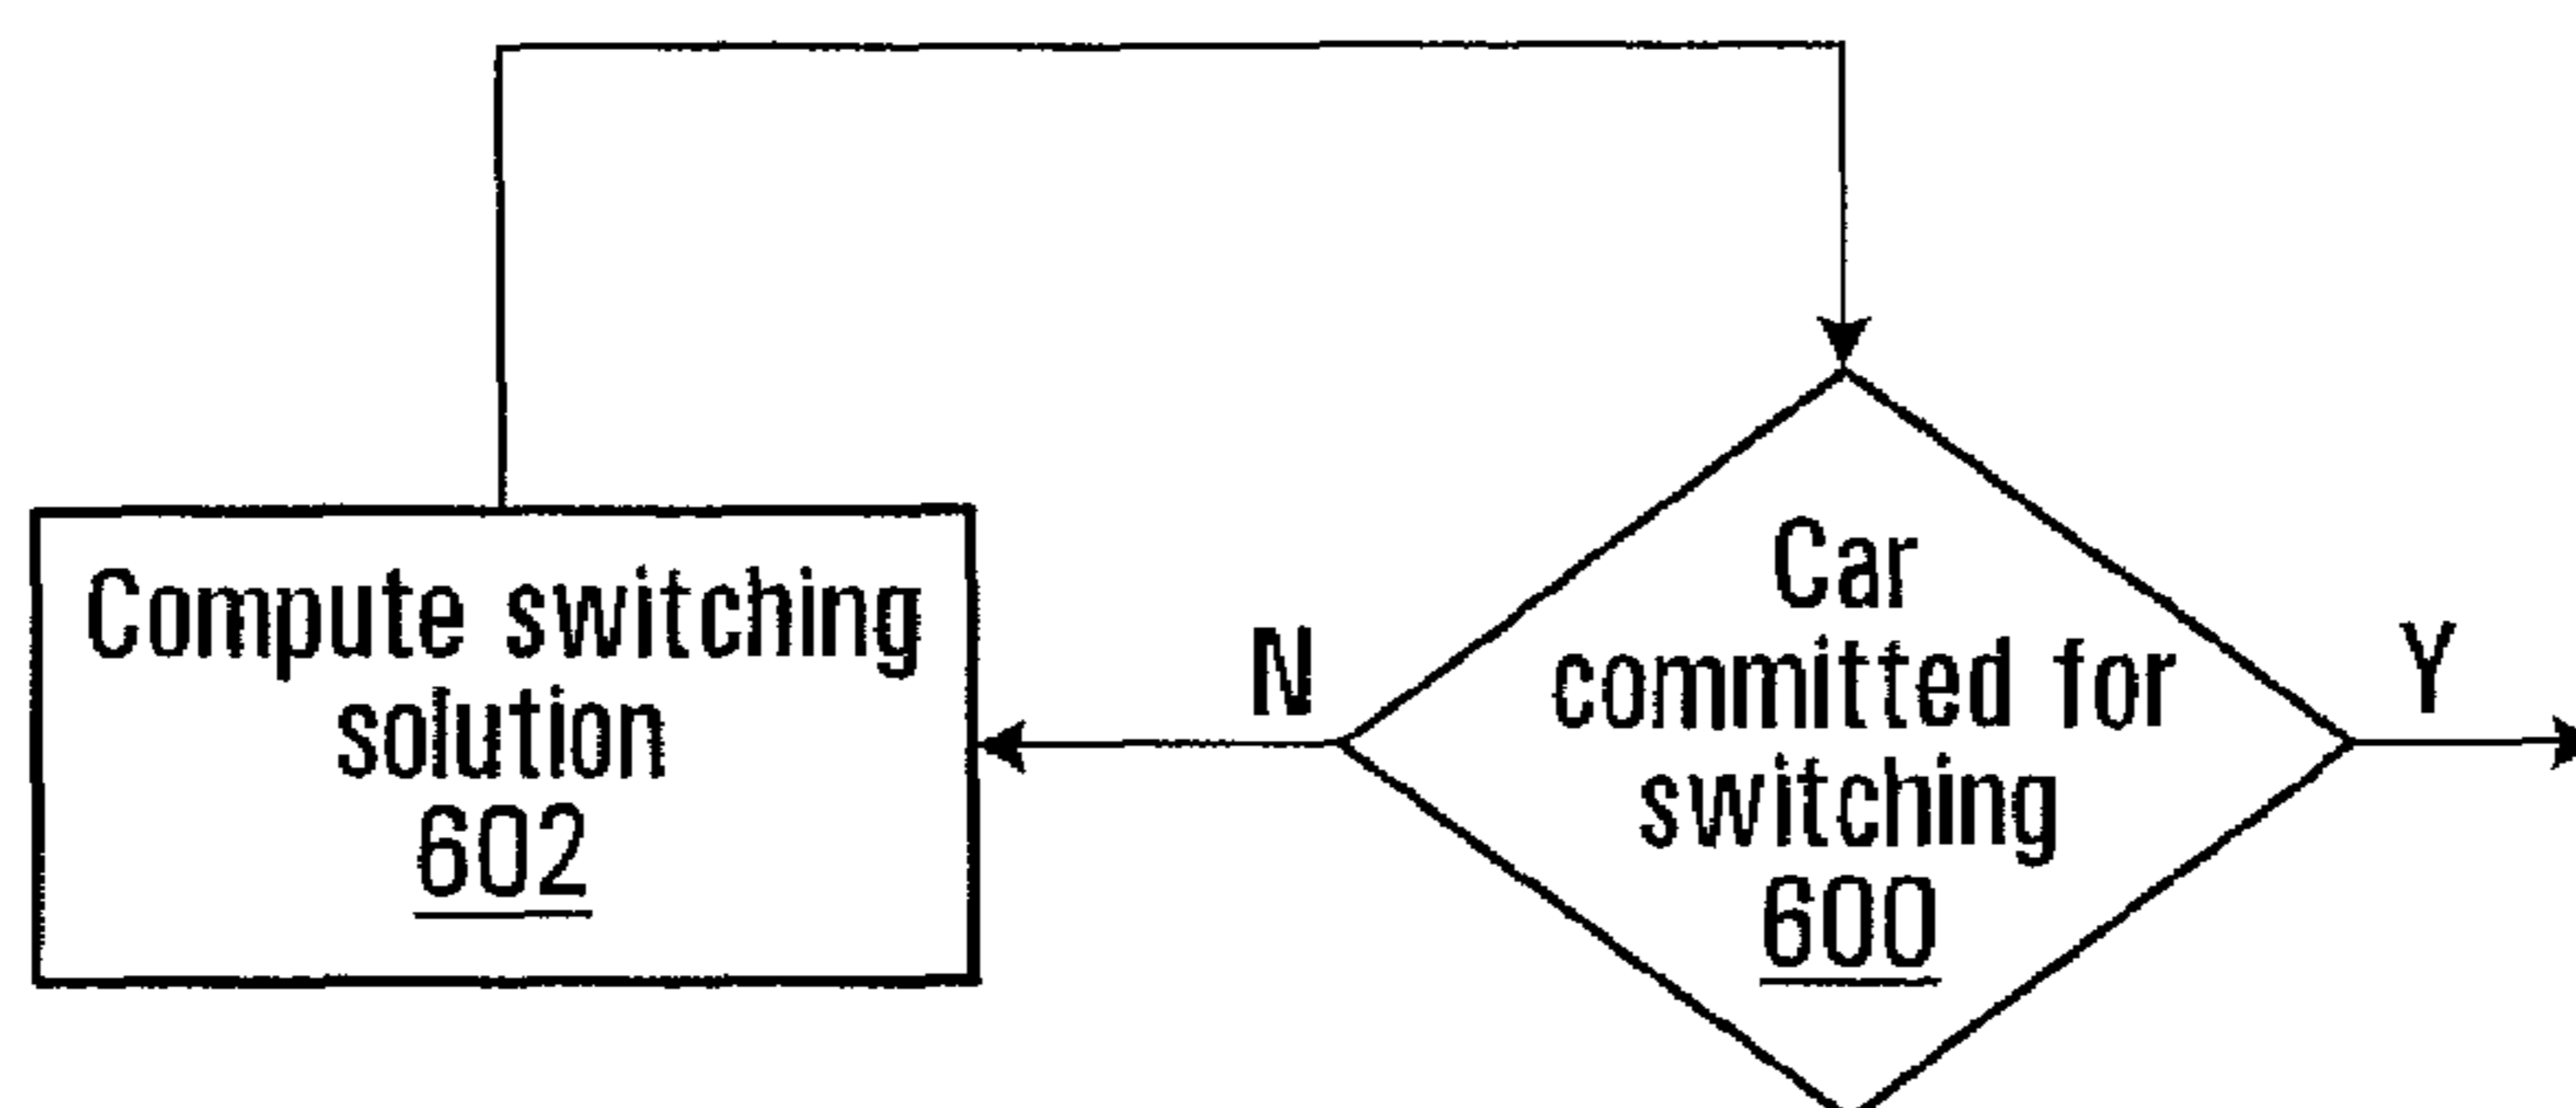 Compute switching
solution
602
N
Car
committed for
switching
600
Y